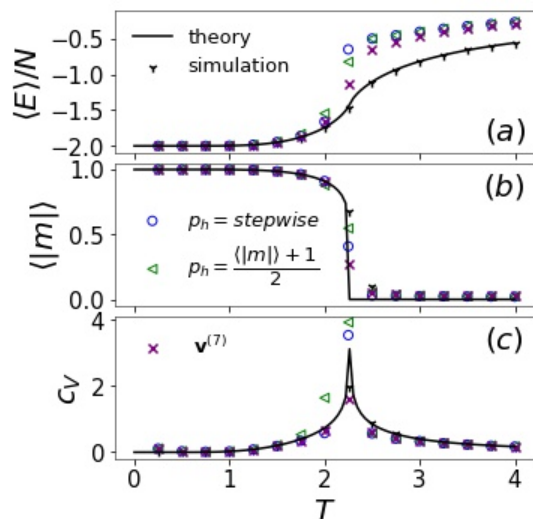 −0.5
−1.0
−1.5
−2.0
⟨E⟩/N
theory
simulation
(a)
1.0
0.5
0.0
⟨|m|⟩
(b)
p_h = stepwise
p_h = (⟨|m|⟩ + 1)/2
4
2
0
c_V
v^(7)
(c)
0 1 2 3 4
T